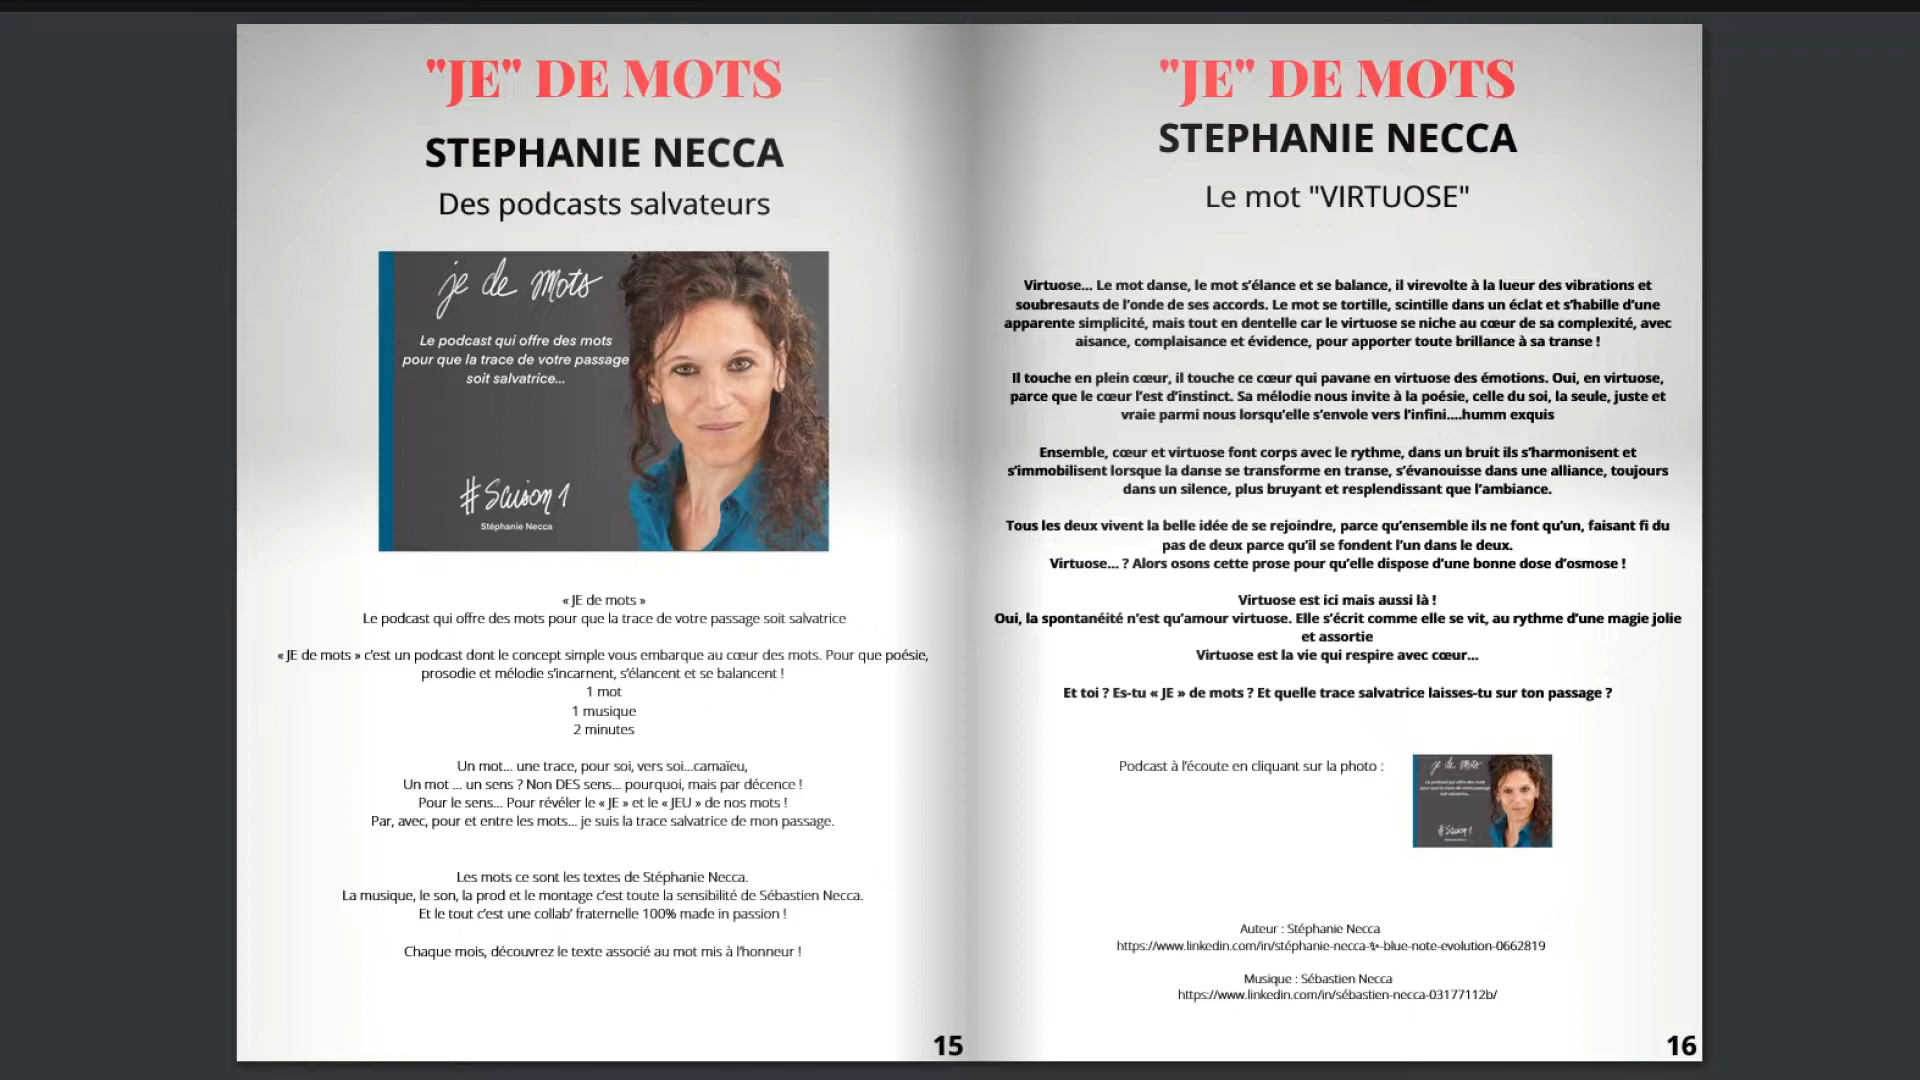 "JE" DE MOTS
STEPHANIE NECCA
Des podcasts salvateurs
je de mots
Le podcast qui offre des mots
pour que la trace de votre passage
soit salvatrice...
#Saison 1
Stéphanie Necca
« JE de mots »
Le podcast qui offre des mots pour que la trace de votre passage soit salvatrice
« JE de mots » c’est un podcast dont le concept simple vous embarque au cœur des mots. Pour que poésie,
prosodie et mélodie s’incarnent, s’élancent et se balancent !
1 mot
1 musique
2 minutes
Un mot... une trace, pour soi, vers soi...camaïeu,
Un mot ... un sens ? Non DES sens... pourquoi, mais par décence !
Pour le sens... Pour révéler le « JE » et le « JEU » de nos mots !
Par, avec, pour et entre les mots... je suis la trace salvatrice de mon passage.
Les mots ce sont les textes de Stéphanie Necca.
La musique, le son, la prod et le montage c’est toute la sensibilité de Sébastien Necca.
Et le tout c’est une collab’ fraternelle 100% made in passion !
Chaque mois, découvrez le texte associé au mot mis à l’honneur !
15
"JE" DE MOTS
STEPHANIE NECCA
Le mot "VIRTUOSE"
Virtuose... Le mot danse, le mot s’élance et se balance, il virevolte à la lueur des vibrations et
soubresauts de l’onde de ses accords. Le mot se tortille, scintille dans un éclat et s’habille d’une
apparente simplicité, mais tout en dentelle car le virtuose se niche au cœur de sa complexité, avec
aisance, complaisance et évidence, pour apporter toute brillance à sa transe !
Il touche en plein cœur, il touche ce cœur qui pavane en virtuose des émotions. Oui, en virtuose,
parce que le cœur l’est d’instinct. Sa mélodie nous invite à la poésie, celle du soi, la seule, juste et
vraie parmi nous lorsqu’elle s’envole vers l’infini....humm exquis
Ensemble, cœur et virtuose font corps avec le rythme, dans un bruit ils s’harmonisent et
s’immobilisent lorsque la danse se transforme en transe, s’évanouisse dans une alliance, toujours
dans un silence, plus bruyant et resplendissant que l’ambiance.
Tous les deux vivent la belle idée de se rejoindre, parce qu’ensemble ils ne font qu’un, faisant fi du
pas de deux parce qu’il se fondent l’un dans le deux.
Virtuose... ? Alors osons cette prose pour qu’elle dispose d’une bonne dose d’osmose !
Virtuose est ici mais aussi là !
Oui, la spontanéité n’est qu’amour virtuose. Elle s’écrit comme elle se vit, au rythme d’une magie jolie
et assortie
Virtuose est la vie qui respire avec cœur...
Et toi ? Es-tu « JE » de mots ? Et quelle trace salvatrice laisses-tu sur ton passage ?
Podcast à l’écoute en cliquant sur la photo :
je de mots
Le podcast qui offre des mots
pour que la trace de votre passage
soit salvatrice...
#Saison 1
Auteur : Stéphanie Necca
https://www.linkedin.com/in/stéphanie-necca-✨-blue-note-evolution-0662819
Musique : Sébastien Necca
https://www.linkedin.com/in/sébastien-necca-03177112b/
16